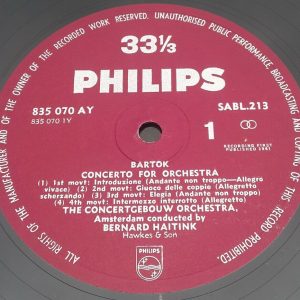 ALL RIGHTS OF THE MANUFACTURER AND OF THE OWNER OF THE RECORDED WORK RESERVED. UNAUTHORISED PUBLIC PERFORMANCE, BROADCASTING AND COPYING OF THIS RECORD PROHIBITED.
33⅓
PHILIPS
835 070 AY
SABL.213
835 070 1Y
1
RECORDING FIRST
PUBLISHED 1961
BARTOK
CONCERTO FOR ORCHESTRA
(1) 1st movt: Introduzione (Andante non troppo—Allegro
vivace) (2) 2nd movt: Giuoco delle coppie (Allegretto
scherzando) (3) 3rd movt: Elegia (Andante non troppo)
(4) 4th movt: Intermezzo interrotto (Allegretto)
THE CONCERTGEBOUW ORCHESTRA,
Amsterdam conducted by
BERNARD HAITINK
Hawkes & Son
PHILIPS